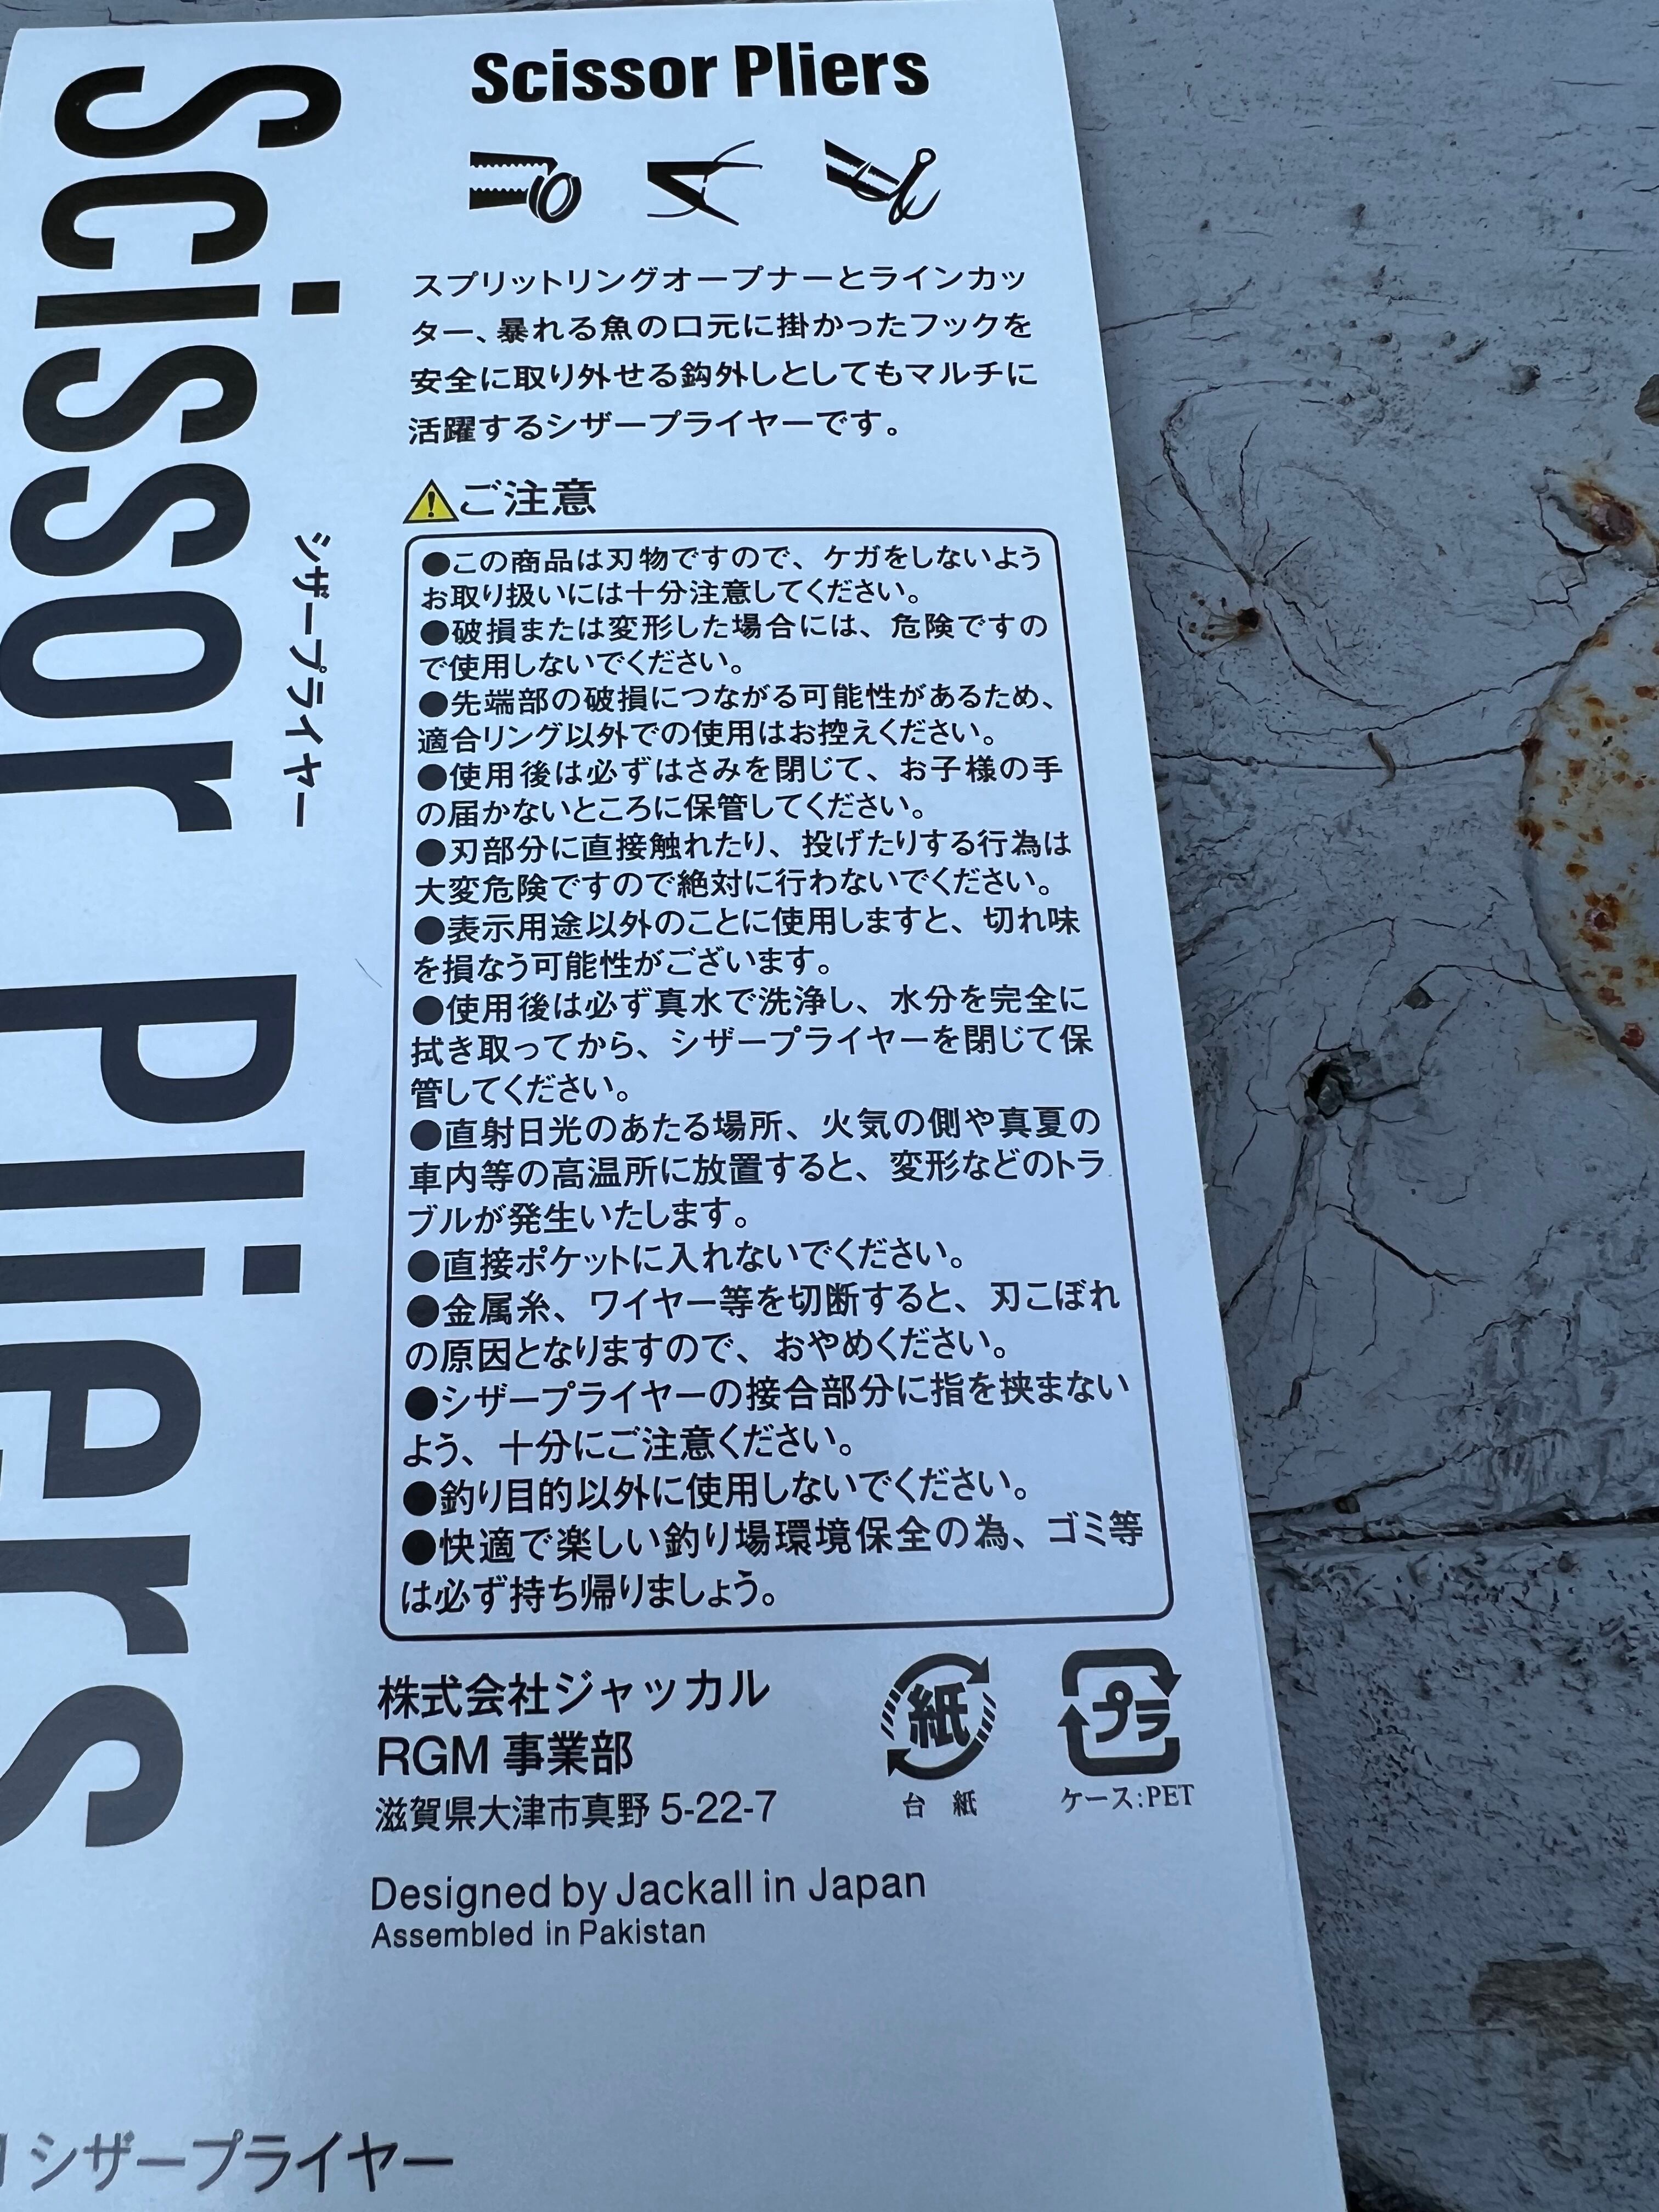 Scissor Pliers
シザープライヤー
Scissor Pliers
スプリットリングオープナーとラインカッ
ター、暴れる魚の口元に掛かったフックを
安全に取り外せる鈎外しとしてもマルチに
活躍するシザープライヤーです。
ご注意
●この商品は刃物ですので、ケガをしないよう
お取り扱いには十分注意してください。
●破損または変形した場合には、危険ですの
で使用しないでください。
●先端部の破損につながる可能性があるため、
適合リング以外での使用はお控えください。
●使用後は必ずはさみを閉じて、お子様の手
の届かないところに保管してください。
●刃部分に直接触れたり、投げたりする行為は
大変危険ですので絶対に行わないでください。
●表示用途以外のことに使用しますと、切れ味
を損なう可能性がございます。
●使用後は必ず真水で洗浄し、水分を完全に
拭き取ってから、シザープライヤーを閉じて保
管してください。
●直射日光のあたる場所、火気の側や真夏の
車内等の高温所に放置すると、変形などのトラ
ブルが発生いたします。
●直接ポケットに入れないでください。
●金属糸、ワイヤー等を切断すると、刃こぼれ
の原因となりますので、おやめください。
●シザープライヤーの接合部分に指を挟まない
よう、十分にご注意ください。
●釣り目的以外に使用しないでください。
●快適で楽しい釣り場環境保全の為、ゴミ等
は必ず持ち帰りましょう。
株式会社ジャッカル
RGM 事業部
滋賀県大津市真野 5-22-7
紙
台紙
プラ
ケース:PET
Designed by Jackall in Japan
Assembled in Pakistan
シザープライヤー